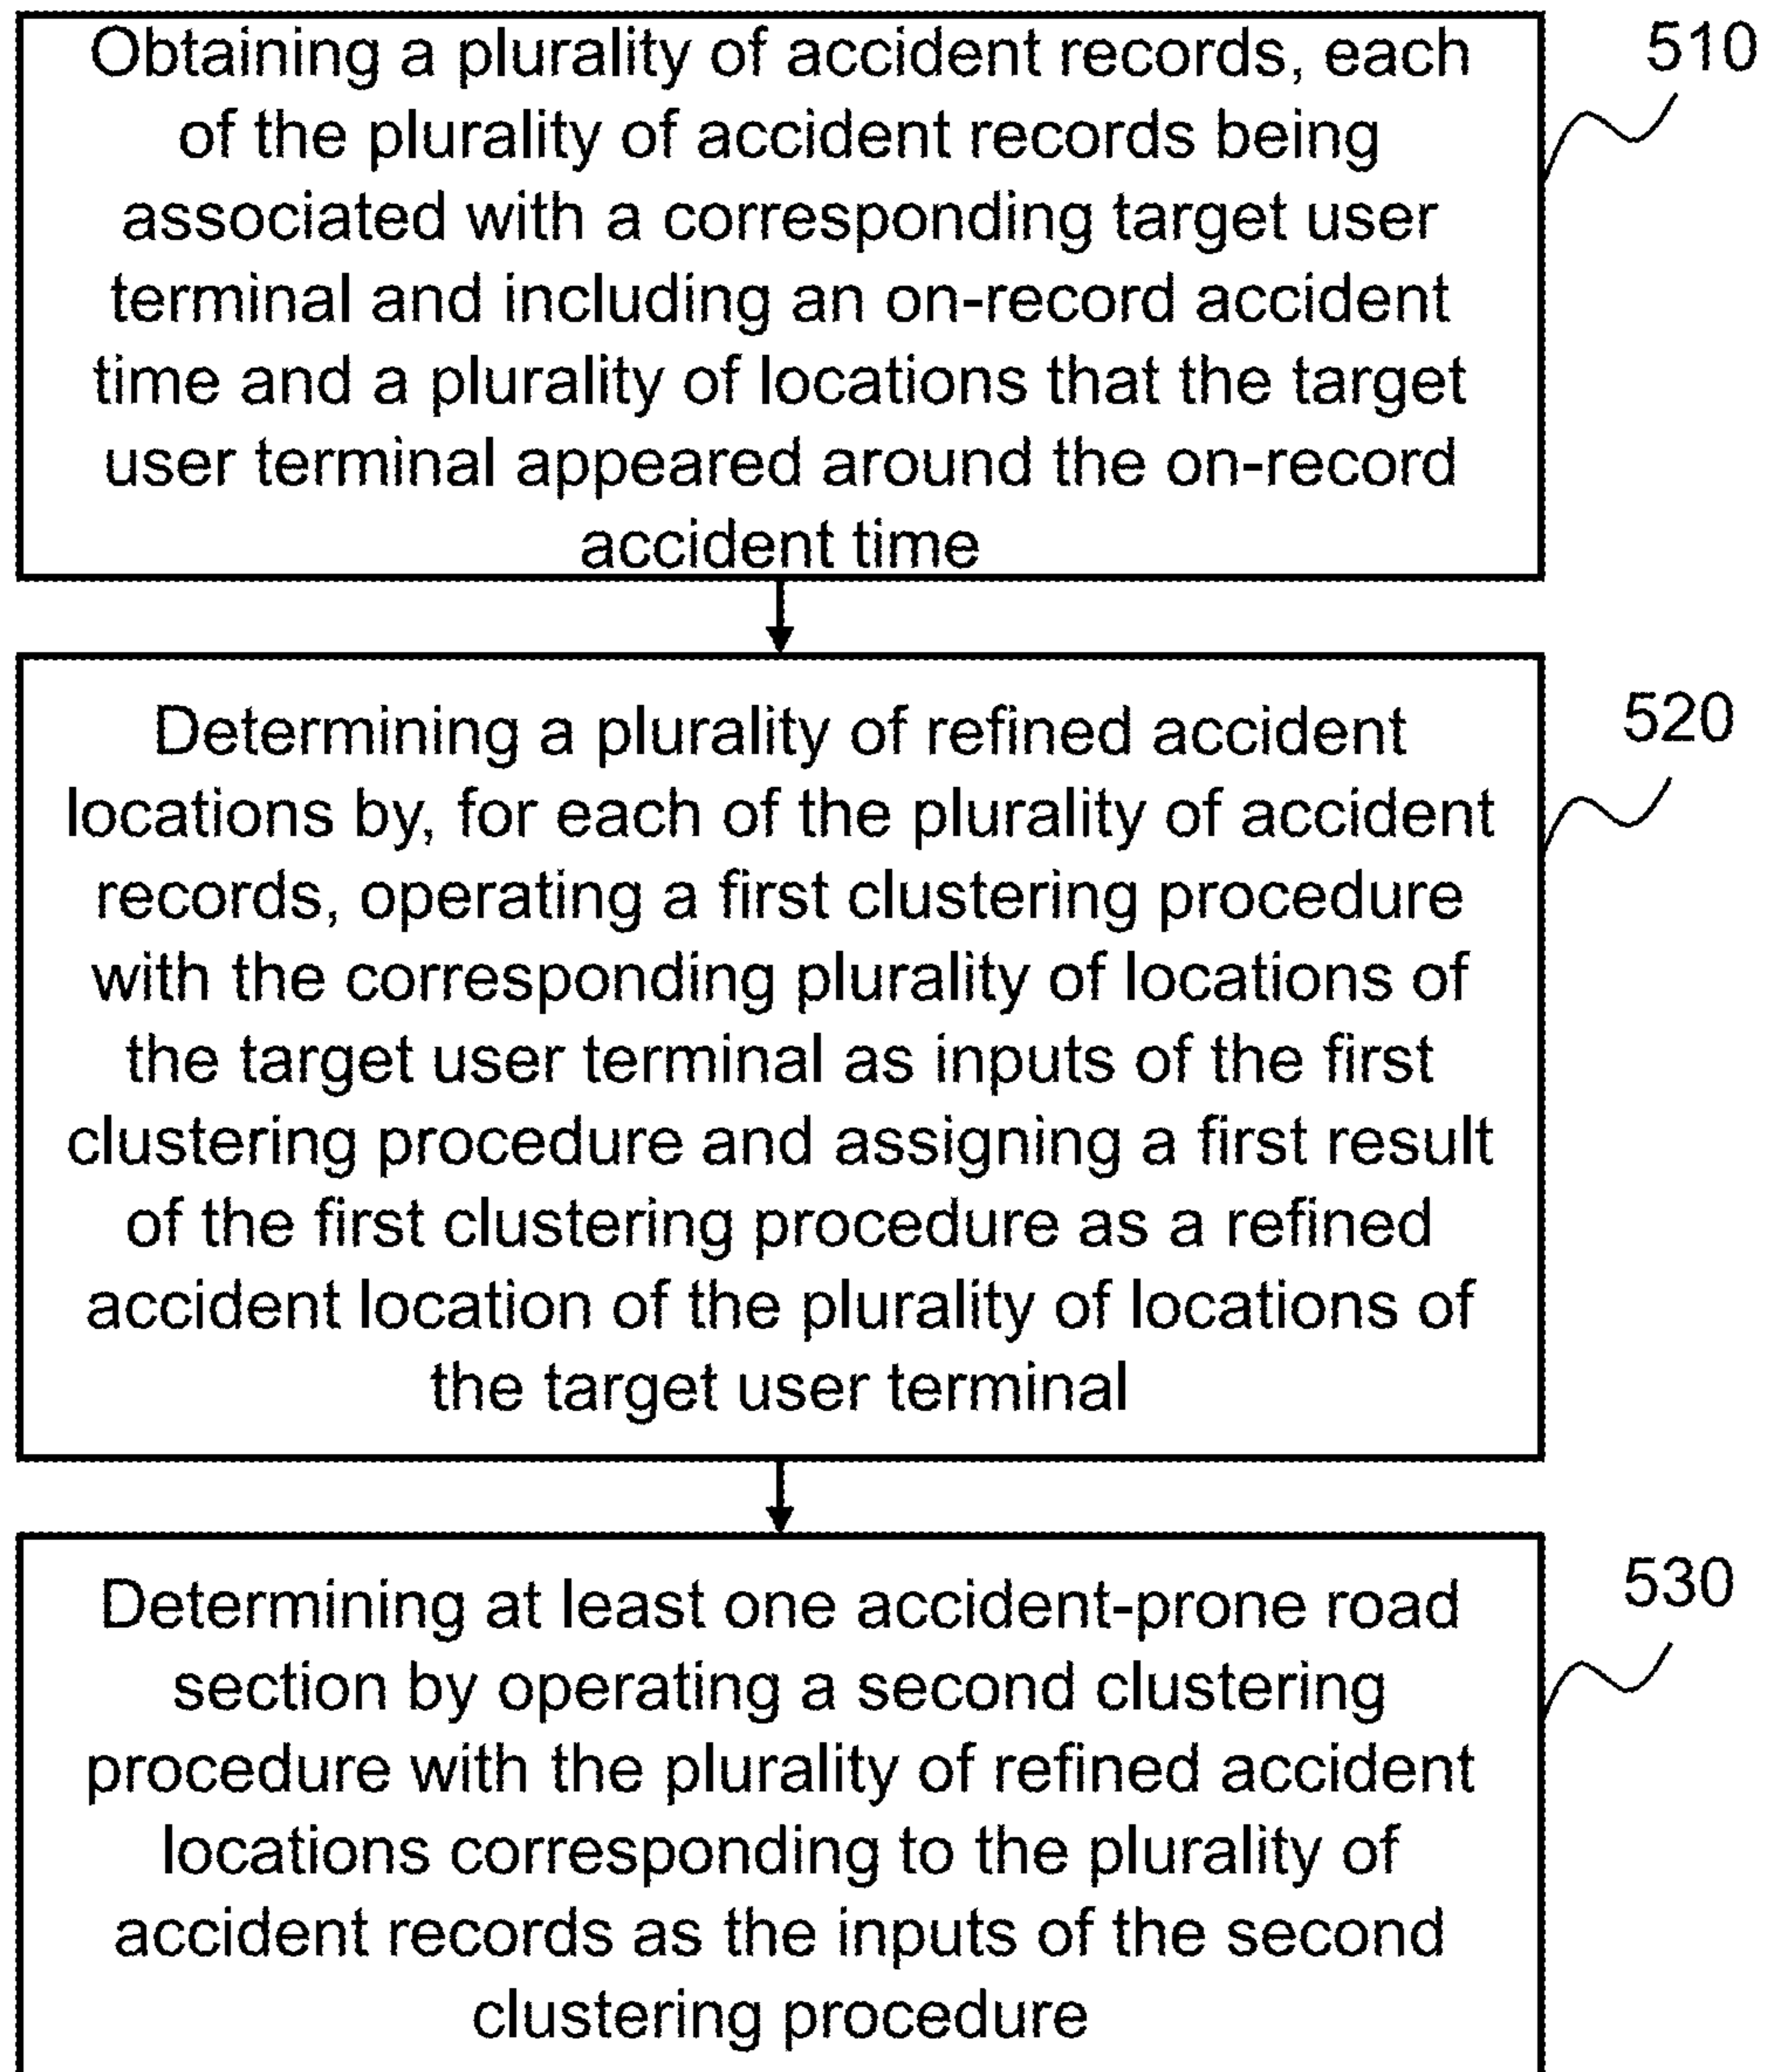 Obtaining a plurality of accident records, each
of the plurality of accident records being
associated with a corresponding target user
terminal and including an on-record accident
time and a plurality of locations that the target
user terminal appeared around the on-record
accident time
510
Determining a plurality of refined accident
locations by, for each of the plurality of accident
records, operating a first clustering procedure
with the corresponding plurality of locations of
the target user terminal as inputs of the first
clustering procedure and assigning a first result
of the first clustering procedure as a refined
accident location of the plurality of locations of
the target user terminal
520
Determining at least one accident-prone road
section by operating a second clustering
procedure with the plurality of refined accident
locations corresponding to the plurality of
accident records as the inputs of the second
clustering procedure
530